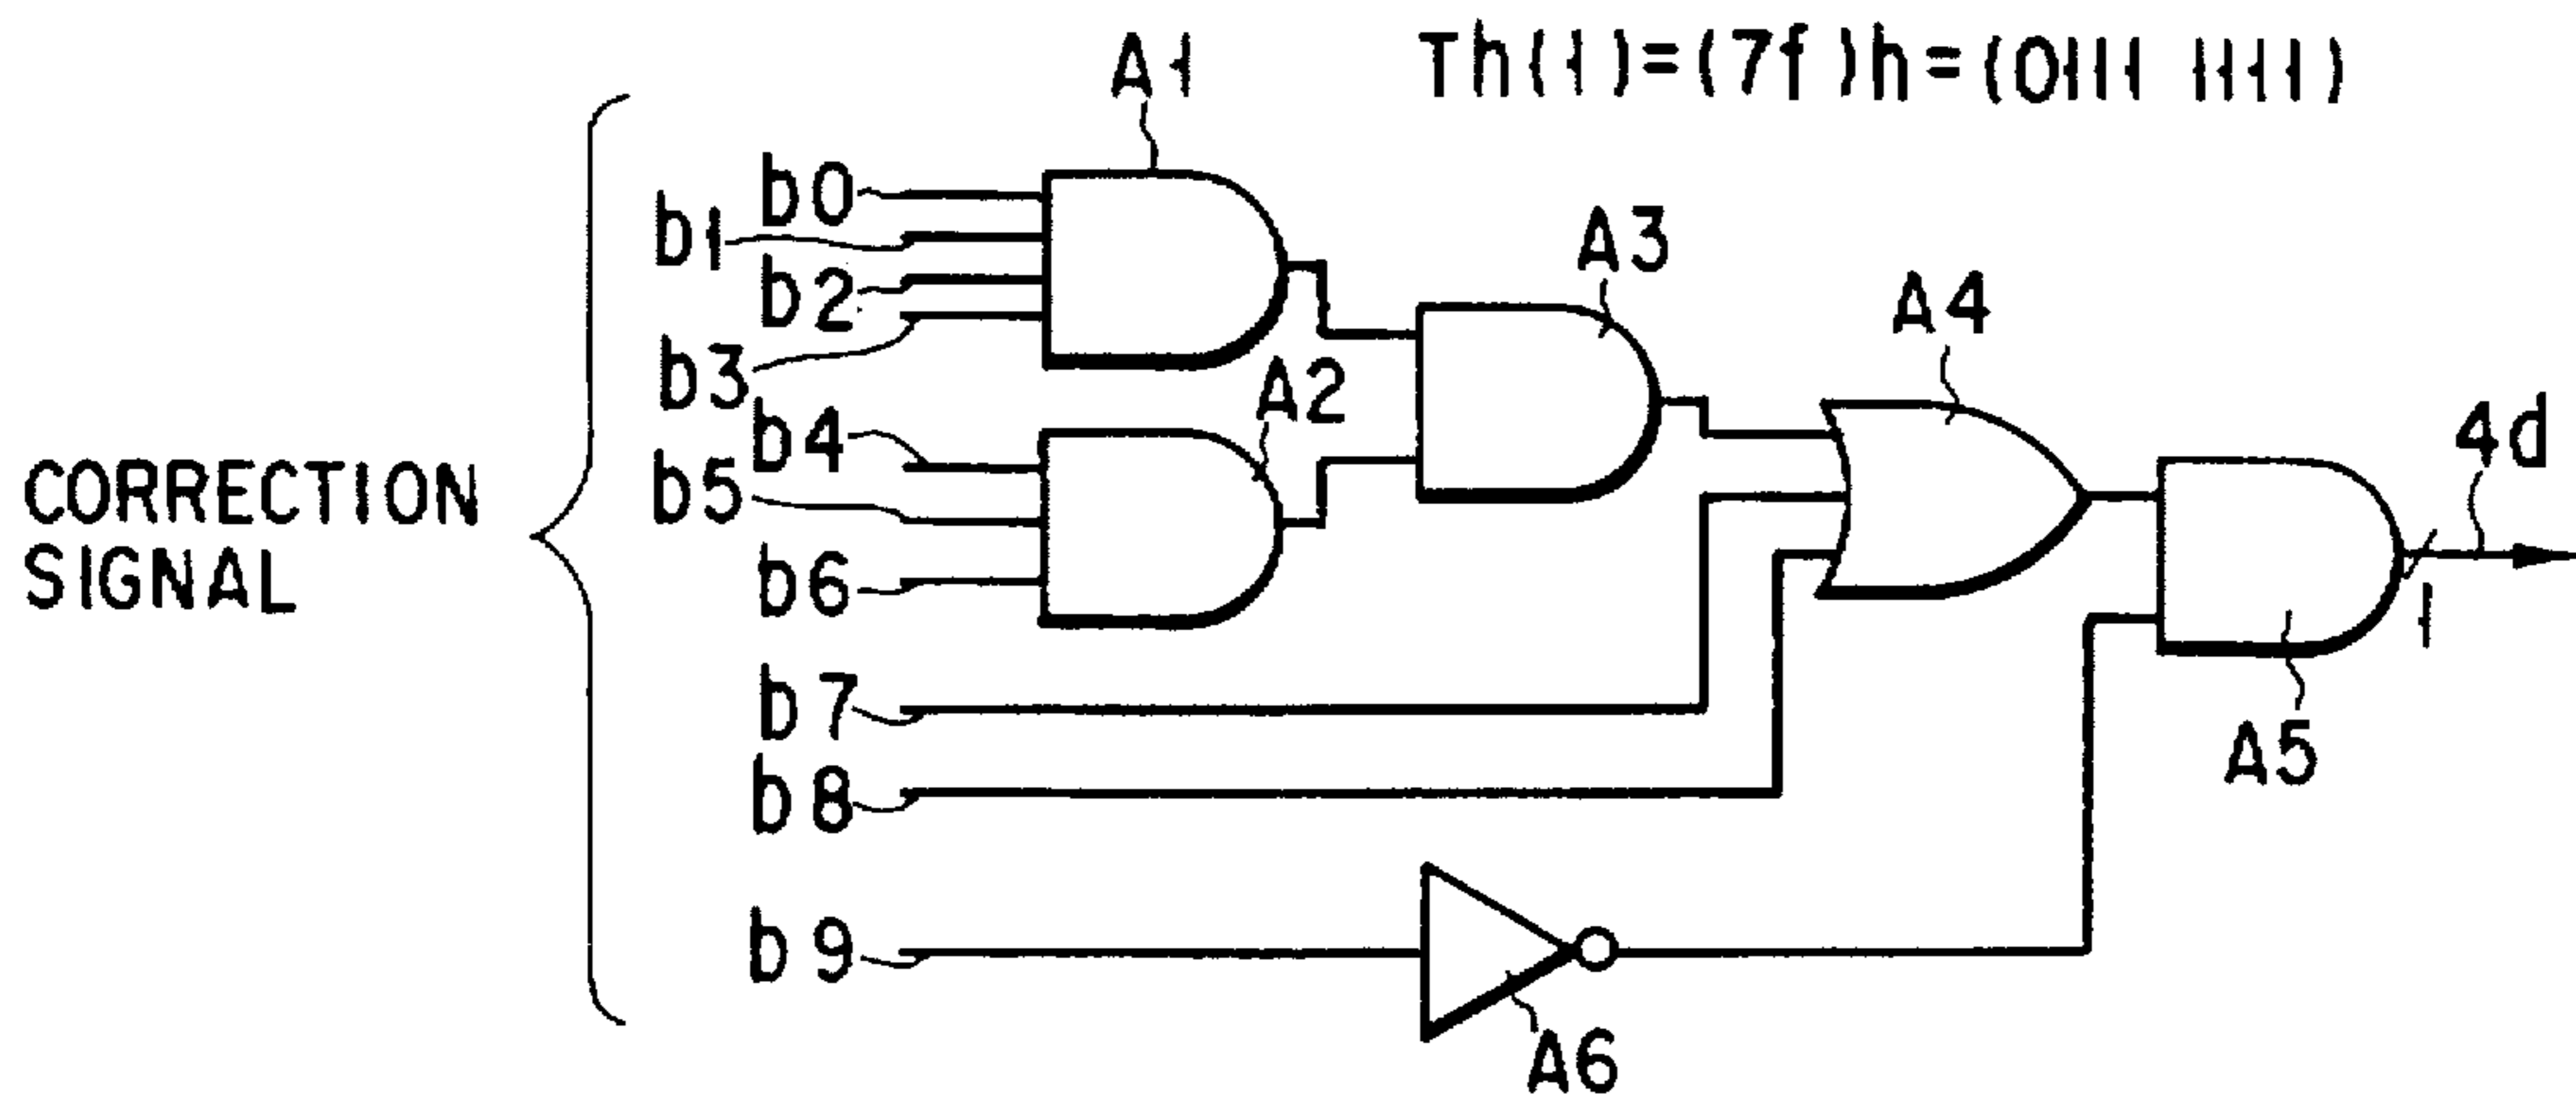 A1
Th(1)=(7f)h=(0111 1111)
b0
b1
b2
b3
A3
A4
A2
b4
b5
b6
CORRECTION
SIGNAL
4d
1
b7
b8
A5
b9
A6